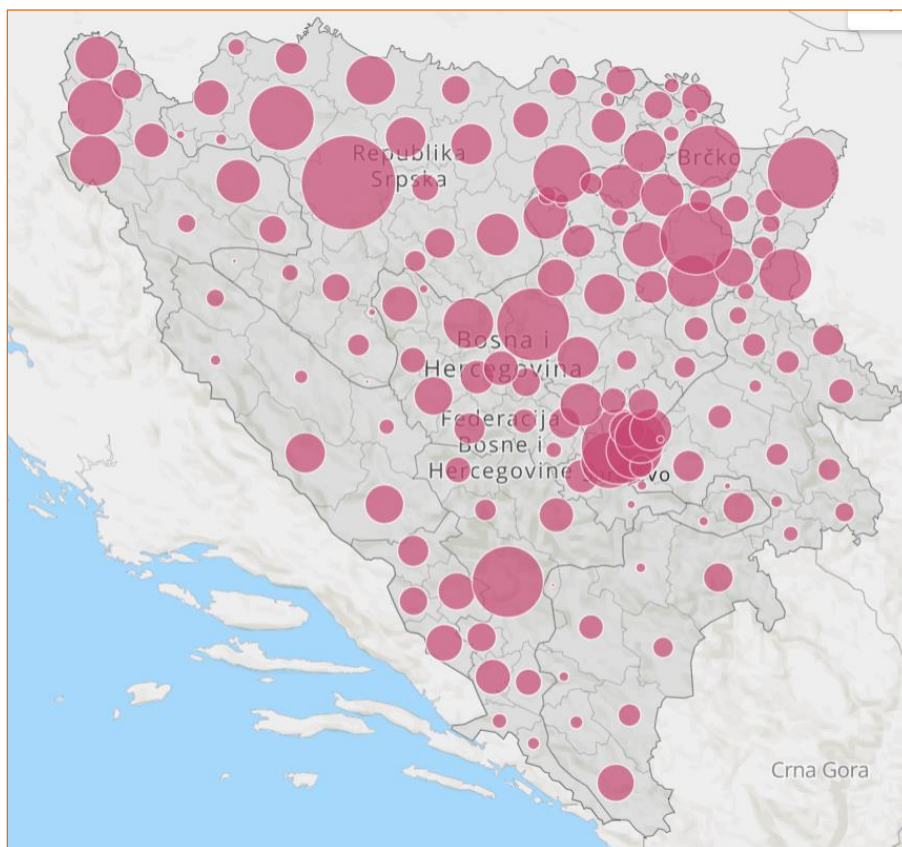 Republika
Srpska
Brčko
Bosna i
Hercegovina
Federacija
Bosne i
Hercegovine
Crna Gora